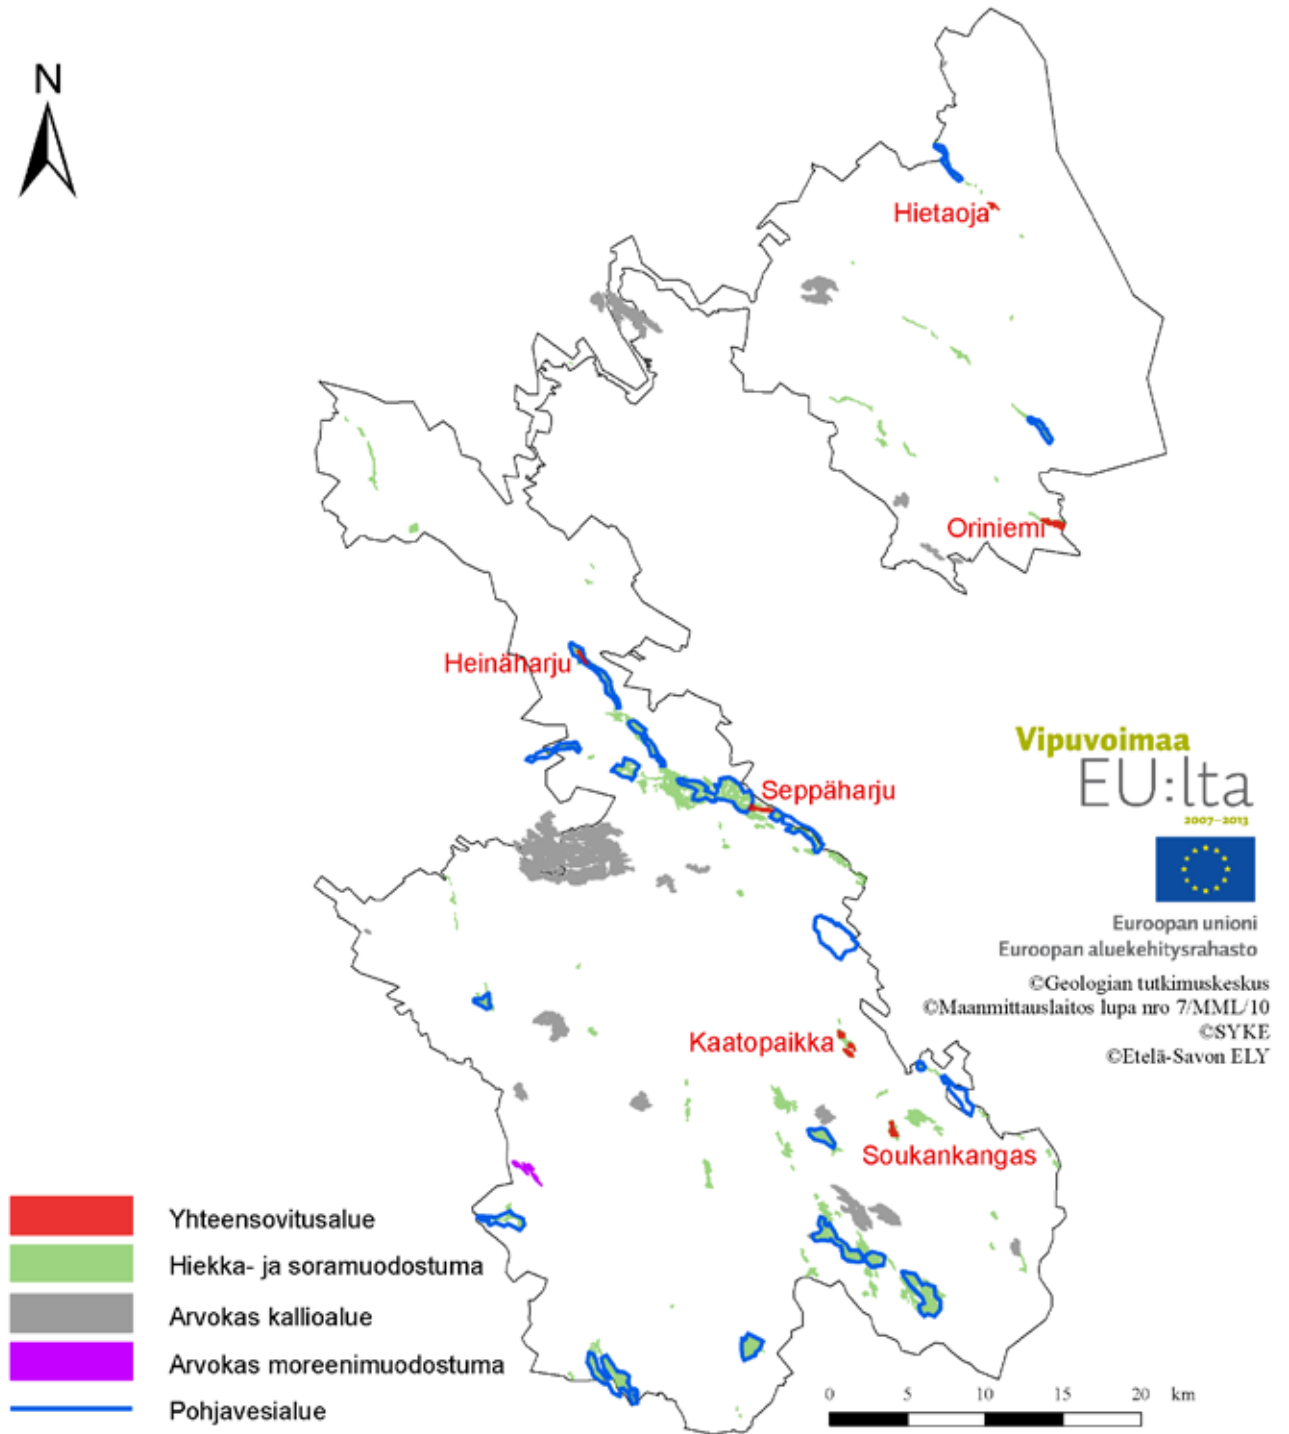 N
Hietaoja
Oriniemi
Heinäharju
Seppäharju
Vipuvoimaa
EU:lta
2007–2013
Euroopan unioni
Euroopan aluekehitysrahasto
©Geologian tutkimuskeskus
©Maanmittauslaitos lupa nro 7/MML/10
©SYKE
©Etelä-Savon ELY
Kaatopaikka
Soukankangas
Yhteensovitusalue
Hiekka- ja soramuodostuma
Arvokas kallioalue
Arvokas moreenimuodostuma
Pohjavesialue
0 5 10 15 20 km